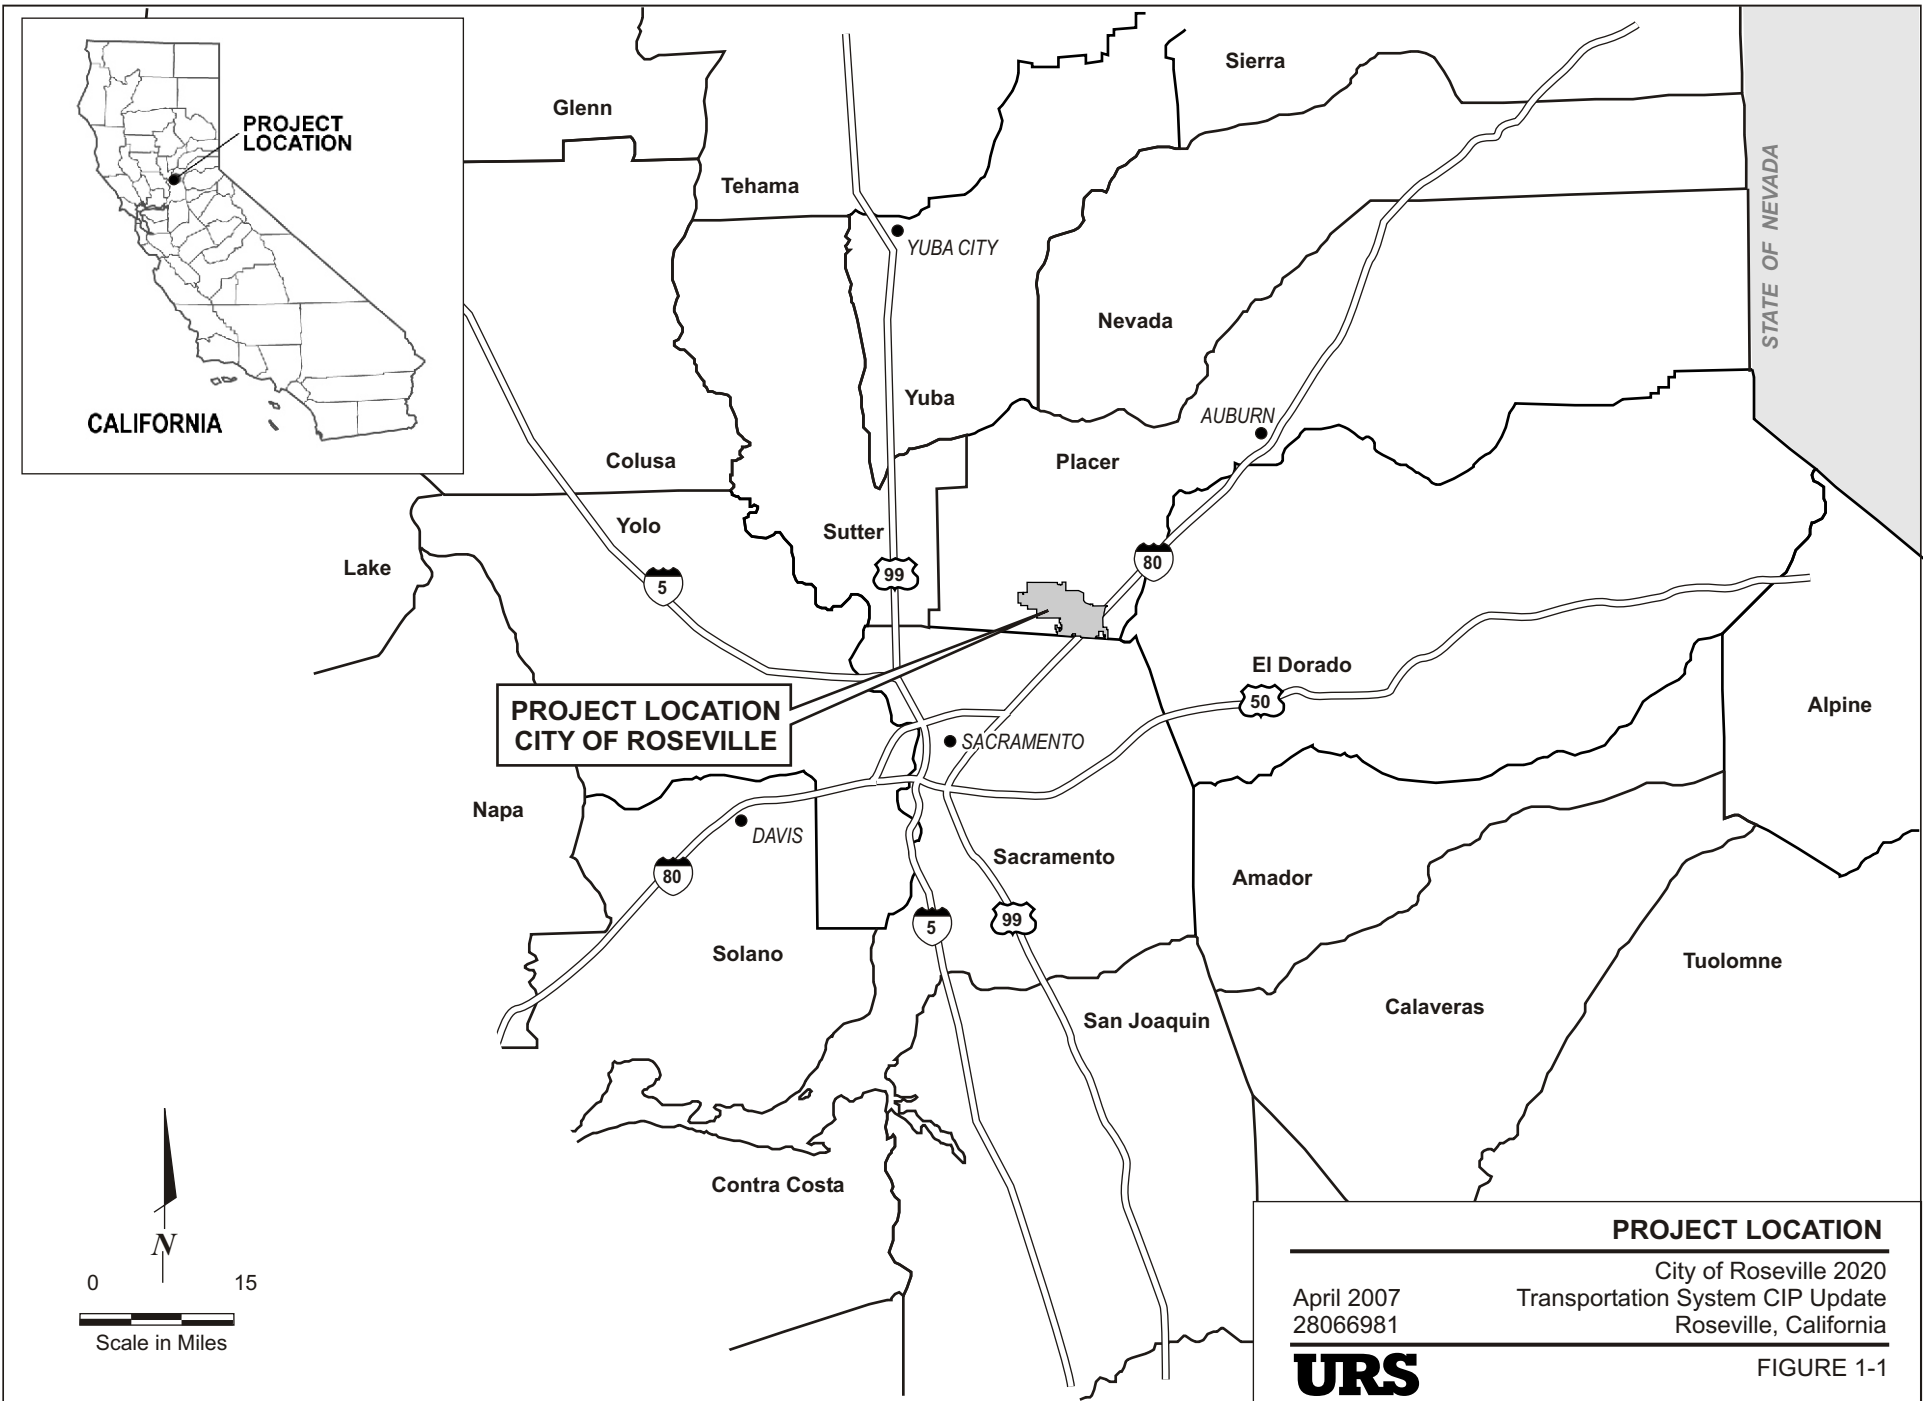 PROJECT
LOCATION
CALIFORNIA
Sierra
Glenn
Tehama
STATE OF NEVADA
YUBA CITY
Nevada
Yuba
AUBURN
Colusa
Placer
Yolo
Sutter
Lake
80
99
5
El Dorado
50
Alpine
PROJECT LOCATION
CITY OF ROSEVILLE
SACRAMENTO
Napa
DAVIS
Sacramento
80
Amador
5
99
Solano
Tuolomne
Calaveras
San Joaquin
Contra Costa
N
0 15
Scale in Miles
PROJECT LOCATION
City of Roseville 2020
April 2007 Transportation System CIP Update
28066981 Roseville, California
URS FIGURE 1-1